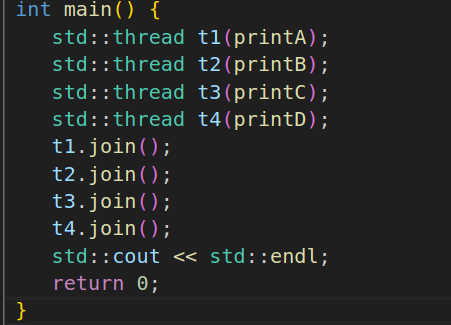 int main() {
std::thread t1(printA);
std::thread t2(printB);
std::thread t3(printC);
std::thread t4(printD);
t1.join();
t2.join();
t3.join();
t4.join();
std::cout << std::endl;
return 0;
}